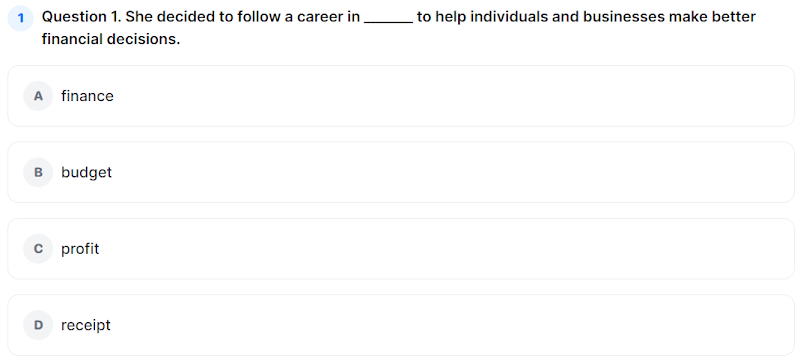 1 Question 1. She decided to follow a career in ______ to help individuals and businesses make better
financial decisions.
A finance
B budget
C profit
D receipt